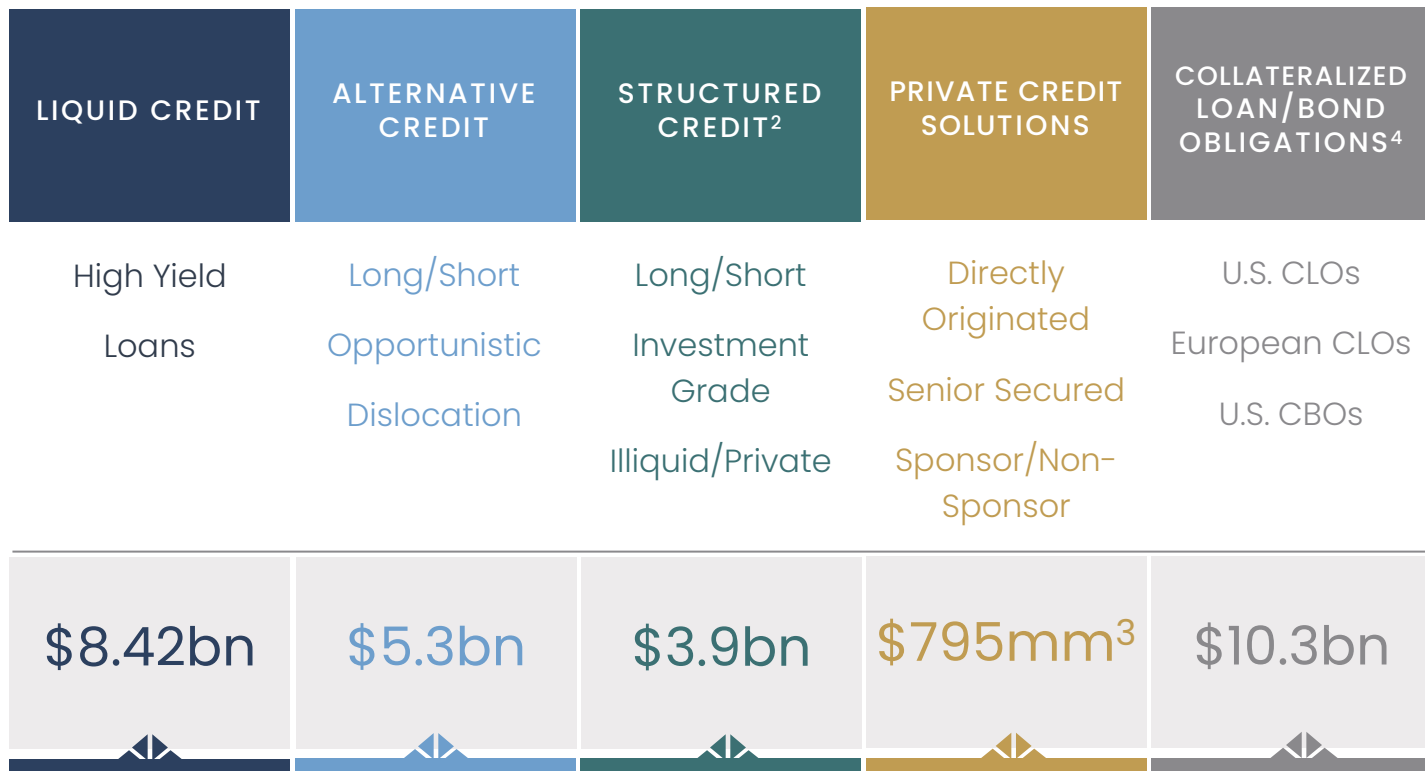 LIQUID CREDIT
ALTERNATIVE
CREDIT
STRUCTURED
CREDIT²
PRIVATE CREDIT
SOLUTIONS
COLLATERALIZED
LOAN/BOND
OBLIGATIONS⁴
High Yield
Loans
Long/Short
Opportunistic
Dislocation
Long/Short
Investment
Grade
Illiquid/Private
Directly
Originated
Senior Secured
Sponsor/Non-
Sponsor
U.S. CLOs
European CLOs
U.S. CBOs
$8.42bn
$5.3bn
$3.9bn
$795mm³
$10.3bn